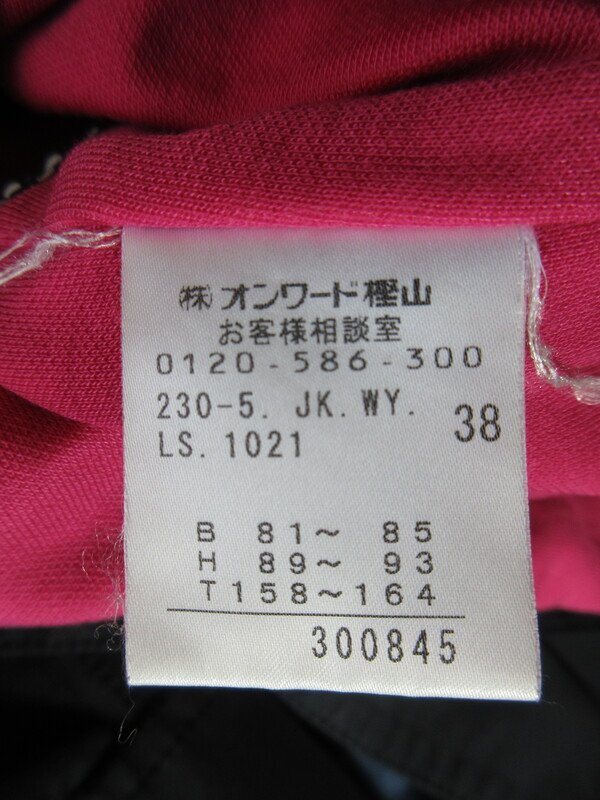 ㈱オンワード樫山
お客様相談室
0120-586-300
230-5. JK. WY. 38
LS. 1021
B 81～ 85
H 89～ 93
T158～164
300845